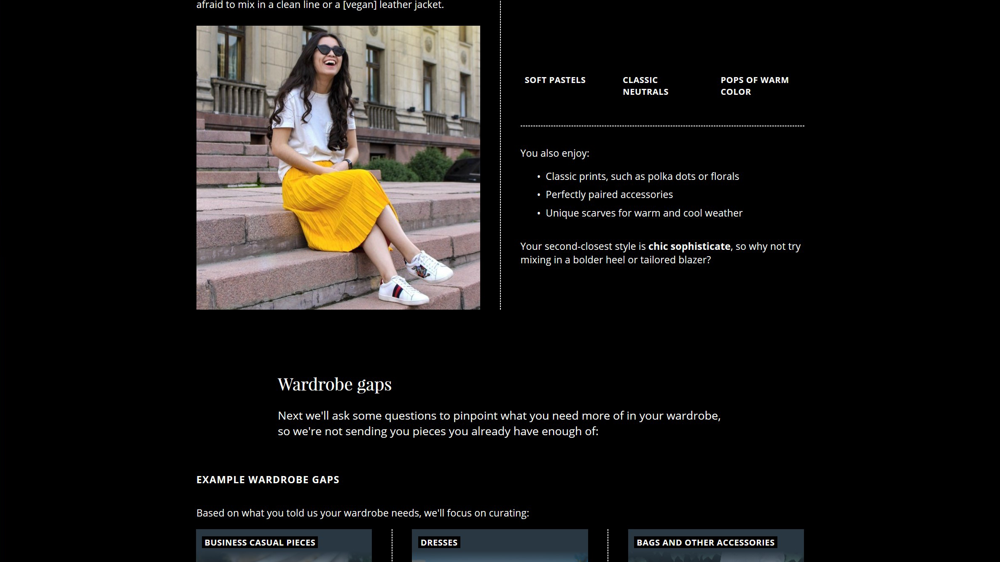 afraid to mix in a clean line or a [vegan] leather jacket.
SOFT PASTELS
CLASSIC
NEUTRALS
POPS OF WARM
COLOR
You also enjoy:
• Classic prints, such as polka dots or florals
• Perfectly paired accessories
• Unique scarves for warm and cool weather
Your second-closest style is chic sophisticate, so why not try
mixing in a bolder heel or tailored blazer?
Wardrobe gaps
Next we'll ask some questions to pinpoint what you need more of in your wardrobe,
so we're not sending you pieces you already have enough of:
EXAMPLE WARDROBE GAPS
Based on what you told us your wardrobe needs, we'll focus on curating:
BUSINESS CASUAL PIECES
DRESSES
BAGS AND OTHER ACCESSORIES